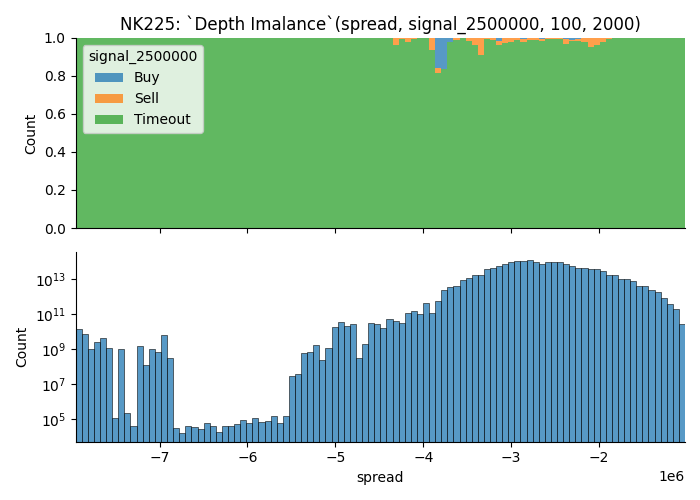 NK225: `Depth Imalance`(spread, signal_2500000, 100, 2000)
1.0
0.8
0.6
0.4
0.2
0.0
Count
signal_2500000
Buy
Sell
Timeout
10^13
10^11
10^9
10^7
10^5
Count
−7 −6 −5 −4 −3 −2
1e6
spread